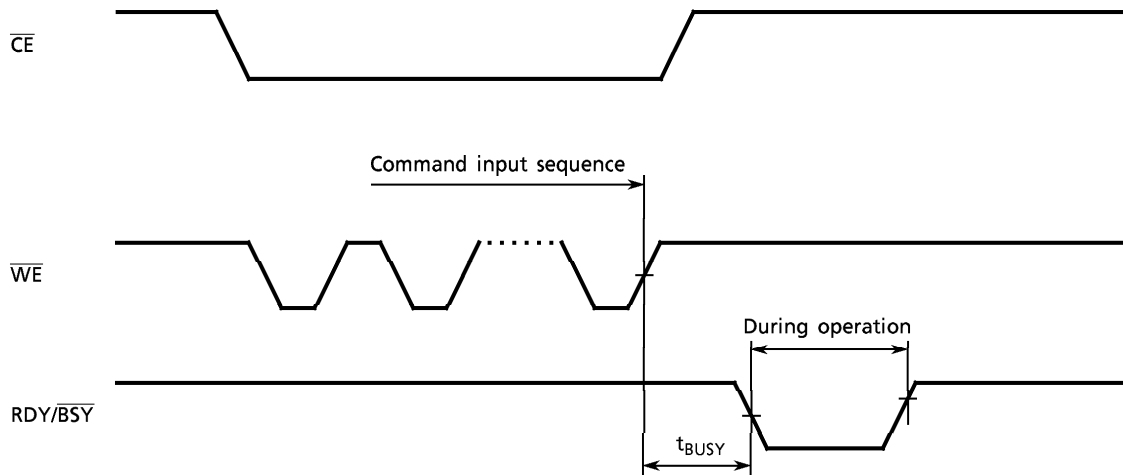 CE
Command input sequence
WE
During operation
RDY/BSY
tBUSY